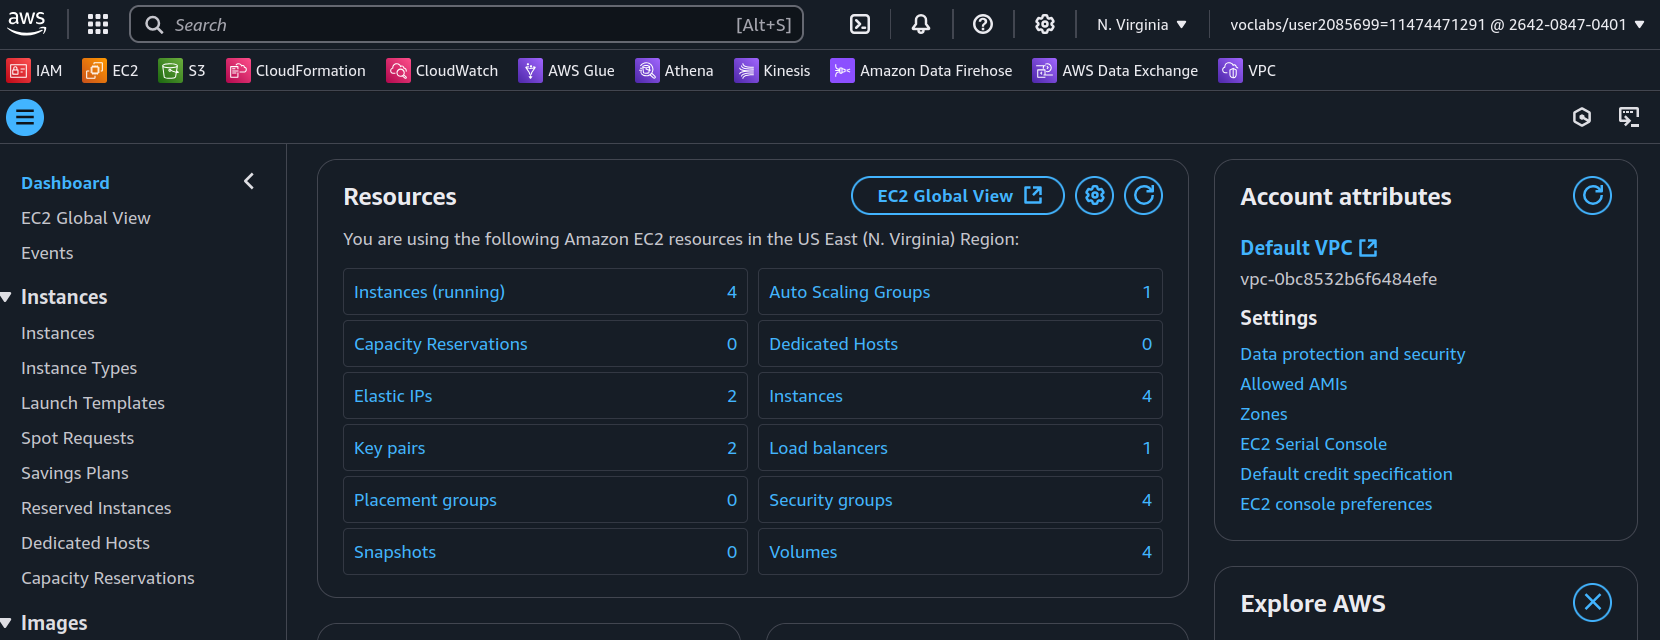 aws
Search [Alt+S]
N. Virginia
voclabs/user2085699=11474471291 @ 2642-0847-0401
IAM
EC2
S3
CloudFormation
CloudWatch
AWS Glue
Athena
Kinesis
Amazon Data Firehose
AWS Data Exchange
VPC
Dashboard
EC2 Global View
Events
Instances
Instances
Instance Types
Launch Templates
Spot Requests
Savings Plans
Reserved Instances
Dedicated Hosts
Capacity Reservations
Images
Resources
EC2 Global View
You are using the following Amazon EC2 resources in the US East (N. Virginia) Region:
Instances (running) 4
Auto Scaling Groups 1
Capacity Reservations 0
Dedicated Hosts 0
Elastic IPs 2
Instances 4
Key pairs 2
Load balancers 1
Placement groups 0
Security groups 4
Snapshots 0
Volumes 4
Account attributes
Default VPC
vpc-0bc8532b6f6484efe
Settings
Data protection and security
Allowed AMIs
Zones
EC2 Serial Console
Default credit specification
EC2 console preferences
Explore AWS